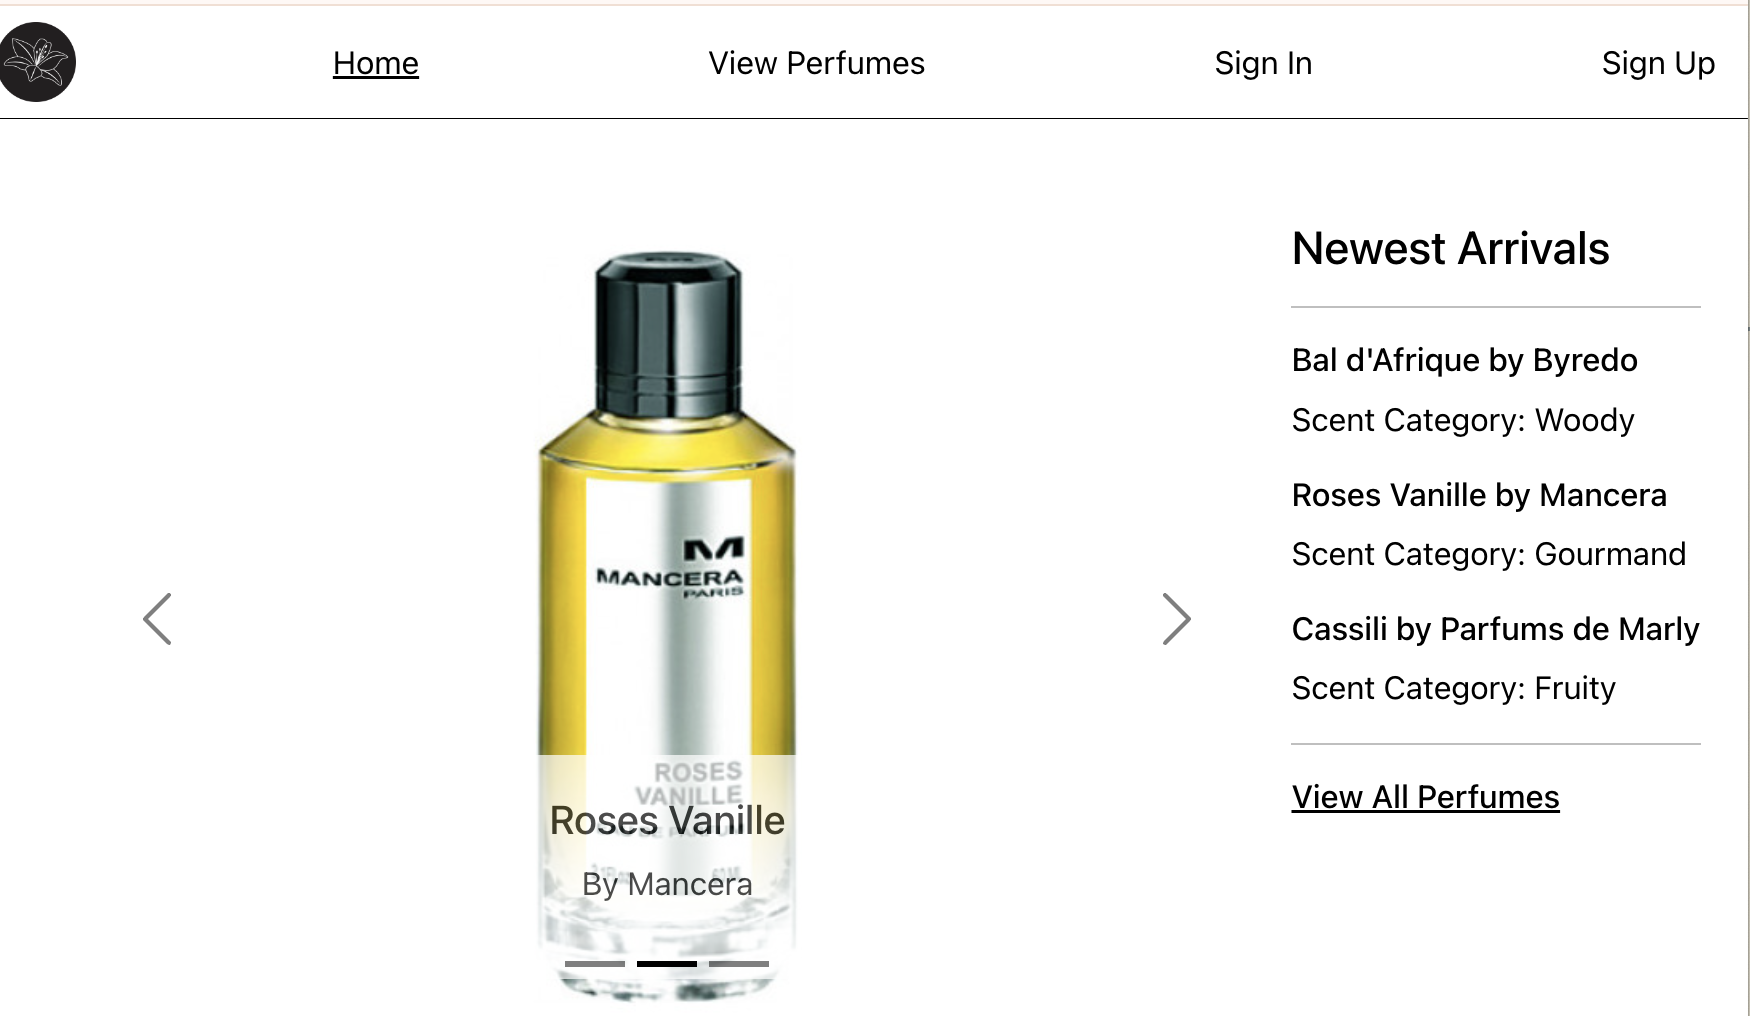 Home
View Perfumes
Sign In
Sign Up
M
MANCERA
PARIS
ROSES
VANILLE
Roses Vanille
By Mancera
Newest Arrivals
Bal d'Afrique by Byredo
Scent Category: Woody
Roses Vanille by Mancera
Scent Category: Gourmand
Cassili by Parfums de Marly
Scent Category: Fruity
View All Perfumes